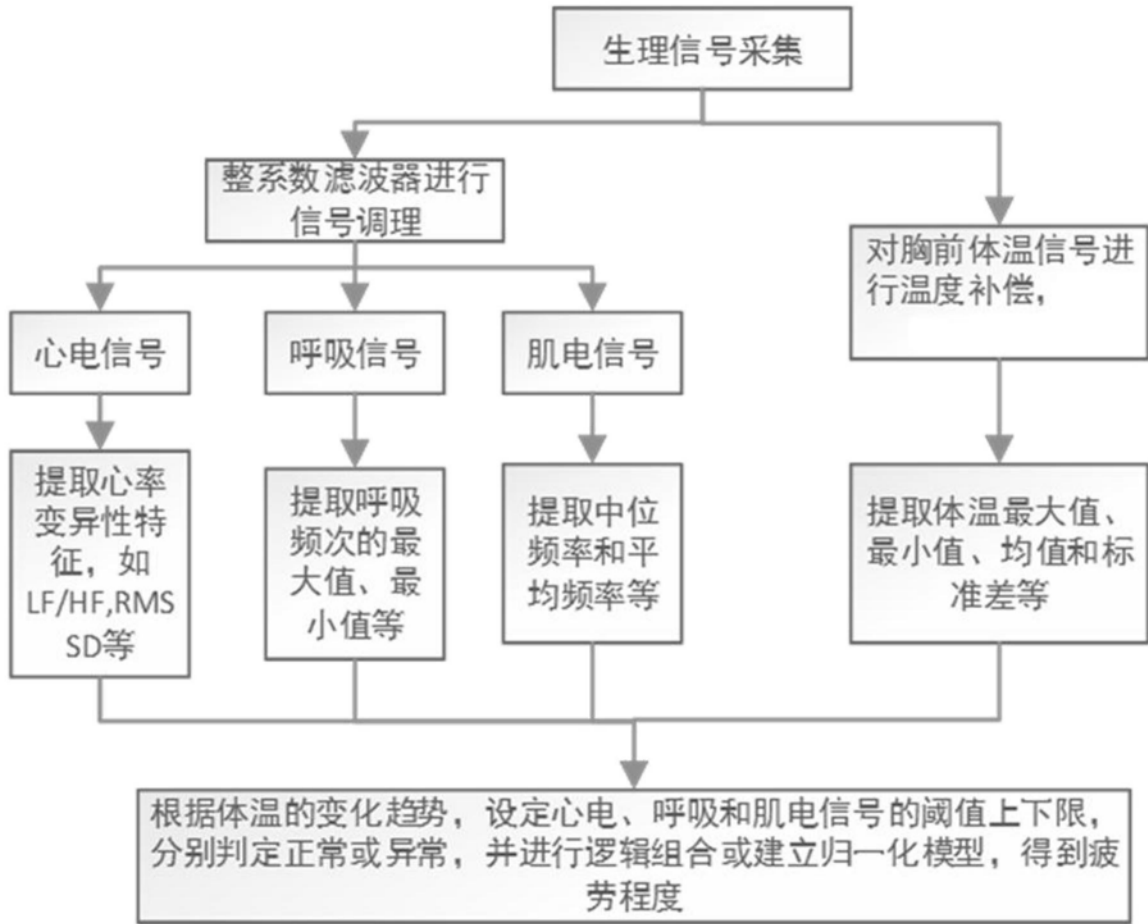 生理信号采集
整系数滤波器进行
信号调理
对胸前体温信号进
行温度补偿,
心电信号
呼吸信号
肌电信号
提取心率
变异性特
征，如
LF/HF,RMS
SD等
提取呼吸
频次的最
大值、最
小值等
提取中位
频率和平
均频率等
提取体温最大值、
最小值、均值和标
准差等
根据体温的变化趋势，设定心电、呼吸和肌电信号的阈值上下限，
分别判定正常或异常，并进行逻辑组合或建立归一化模型，得到疲
劳程度